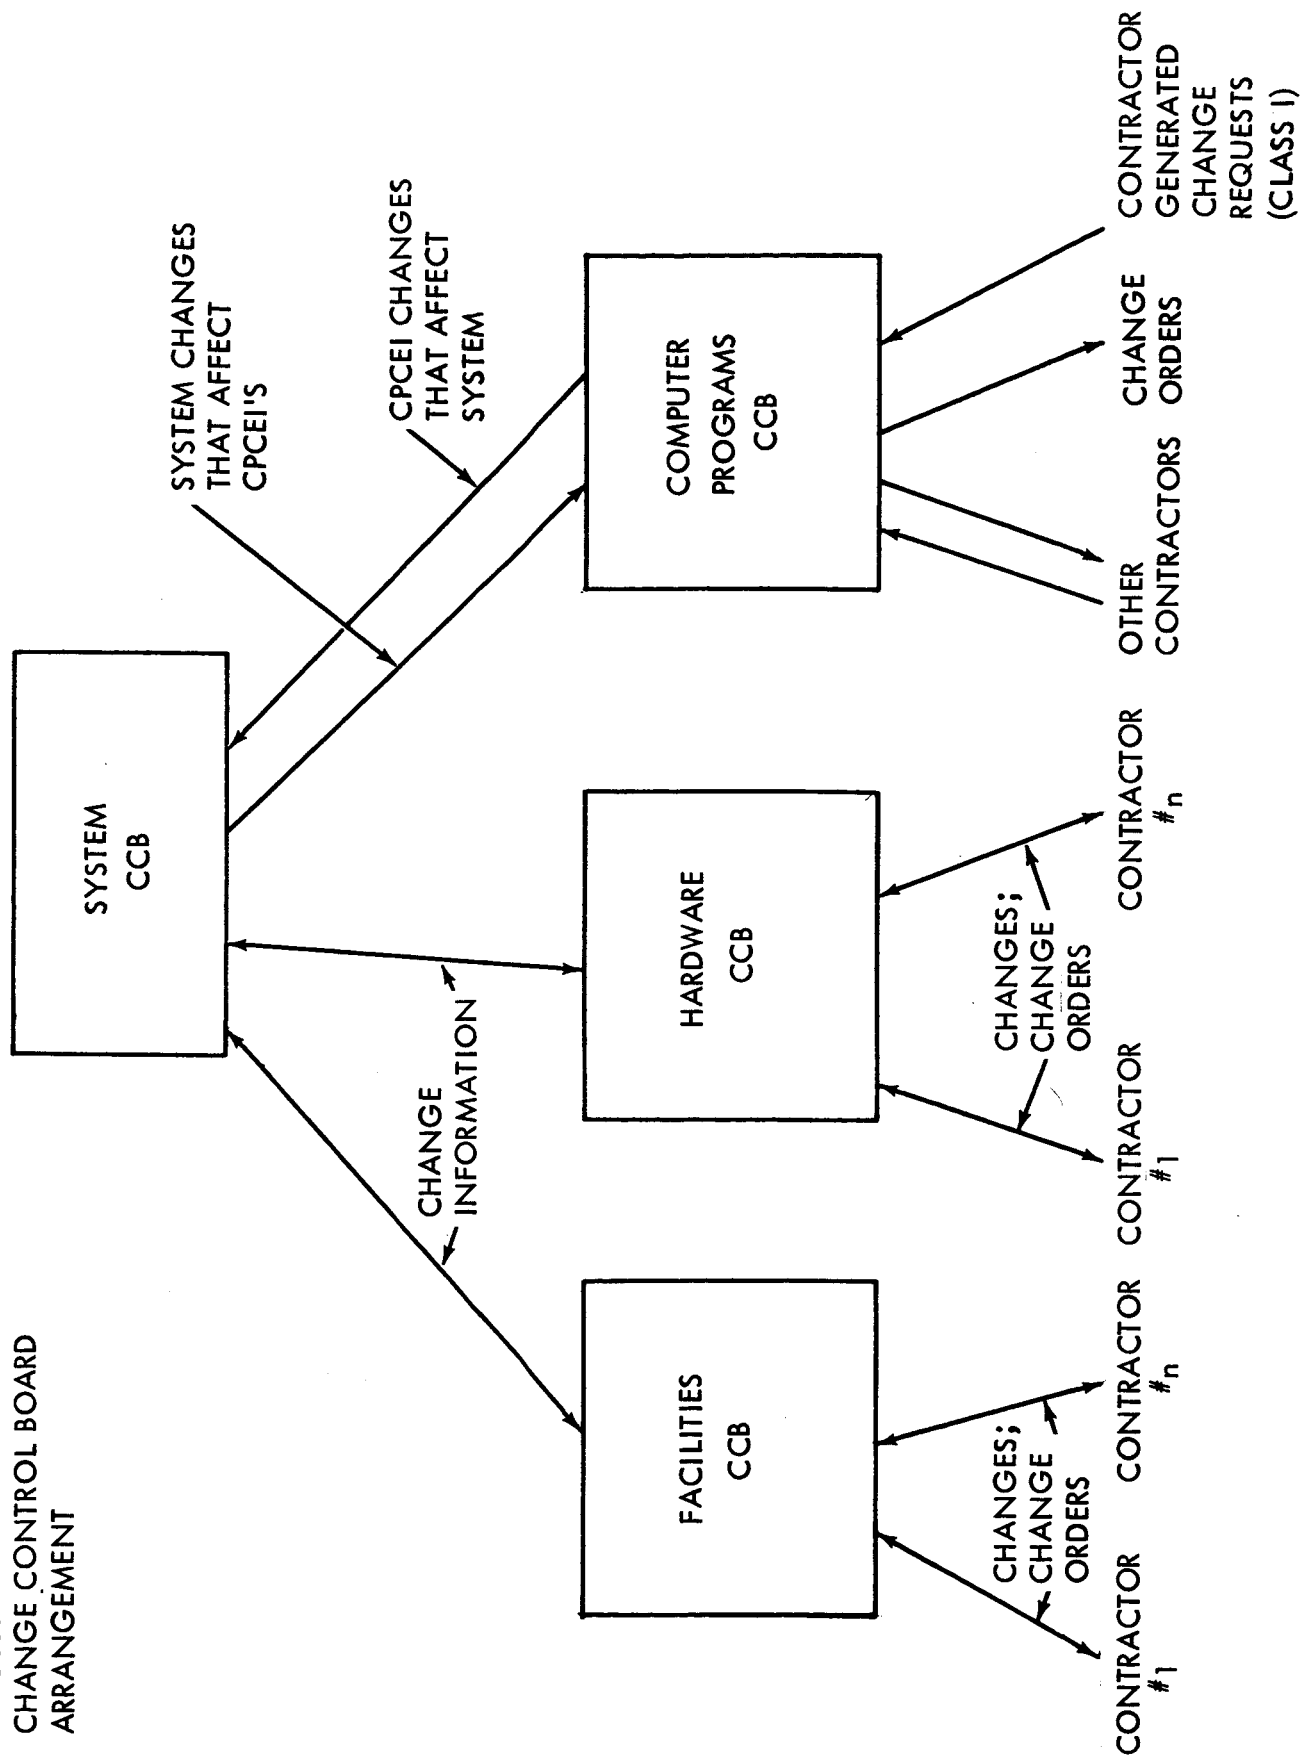 CHANGE CONTROL BOARD
ARRANGEMENT
SYSTEM
CCB
SYSTEM CHANGES
THAT AFFECT
CPCEI'S
CPCEI CHANGES
THAT AFFECT
SYSTEM
CHANGE
INFORMATION
FACILITIES
CCB
HARDWARE
CCB
COMPUTER
PROGRAMS
CCB
CHANGES;
CHANGE
ORDERS
CHANGES;
CHANGE
ORDERS
CONTRACTOR
#1
CONTRACTOR
#n
CONTRACTOR
#1
CONTRACTOR
#n
OTHER
CONTRACTORS
CHANGE
ORDERS
CONTRACTOR
GENERATED
CHANGE
REQUESTS
(CLASS I)